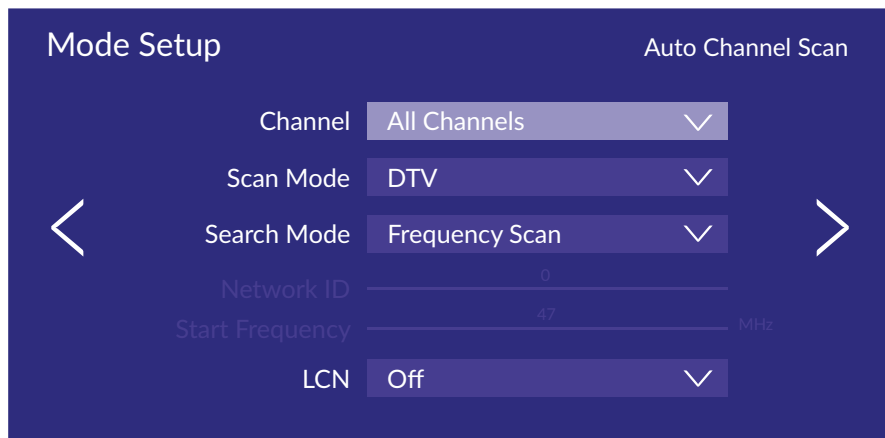 Mode Setup
Auto Channel Scan
Channel All Channels
Scan Mode DTV
Search Mode Frequency Scan
Network ID 0
Start Frequency 47 MHz
LCN Off